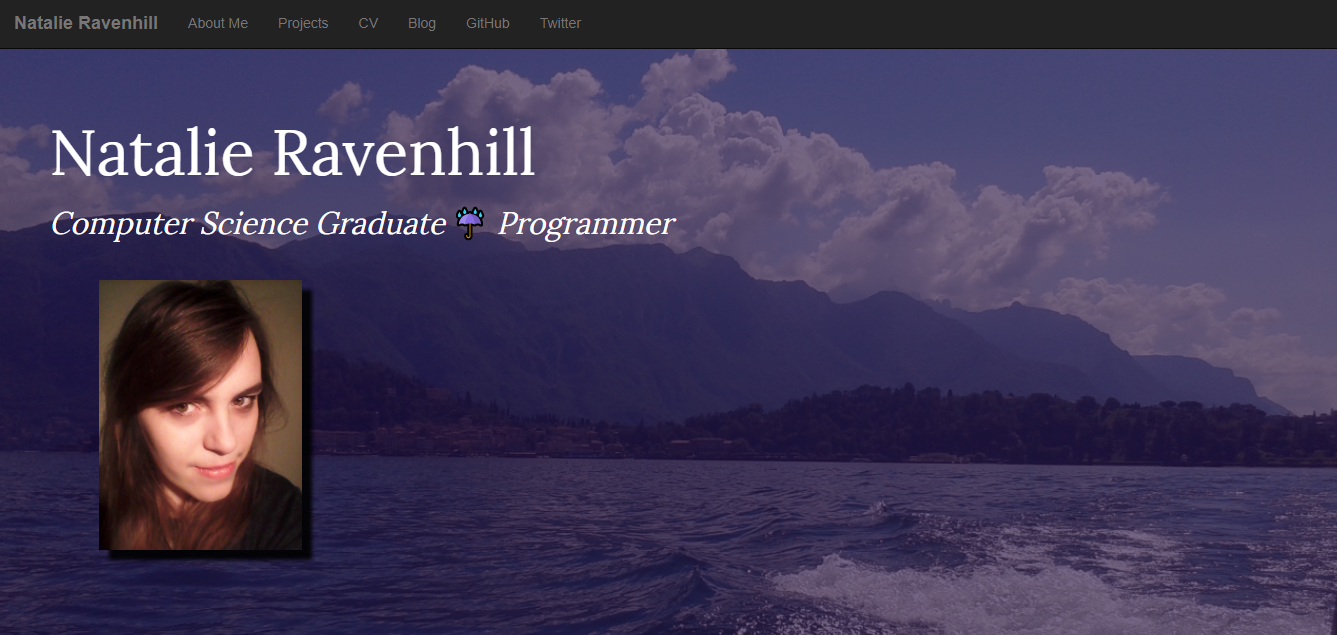 Natalie Ravenhill About Me Projects CV Blog GitHub Twitter
Natalie Ravenhill
Computer Science Graduate ☔ Programmer